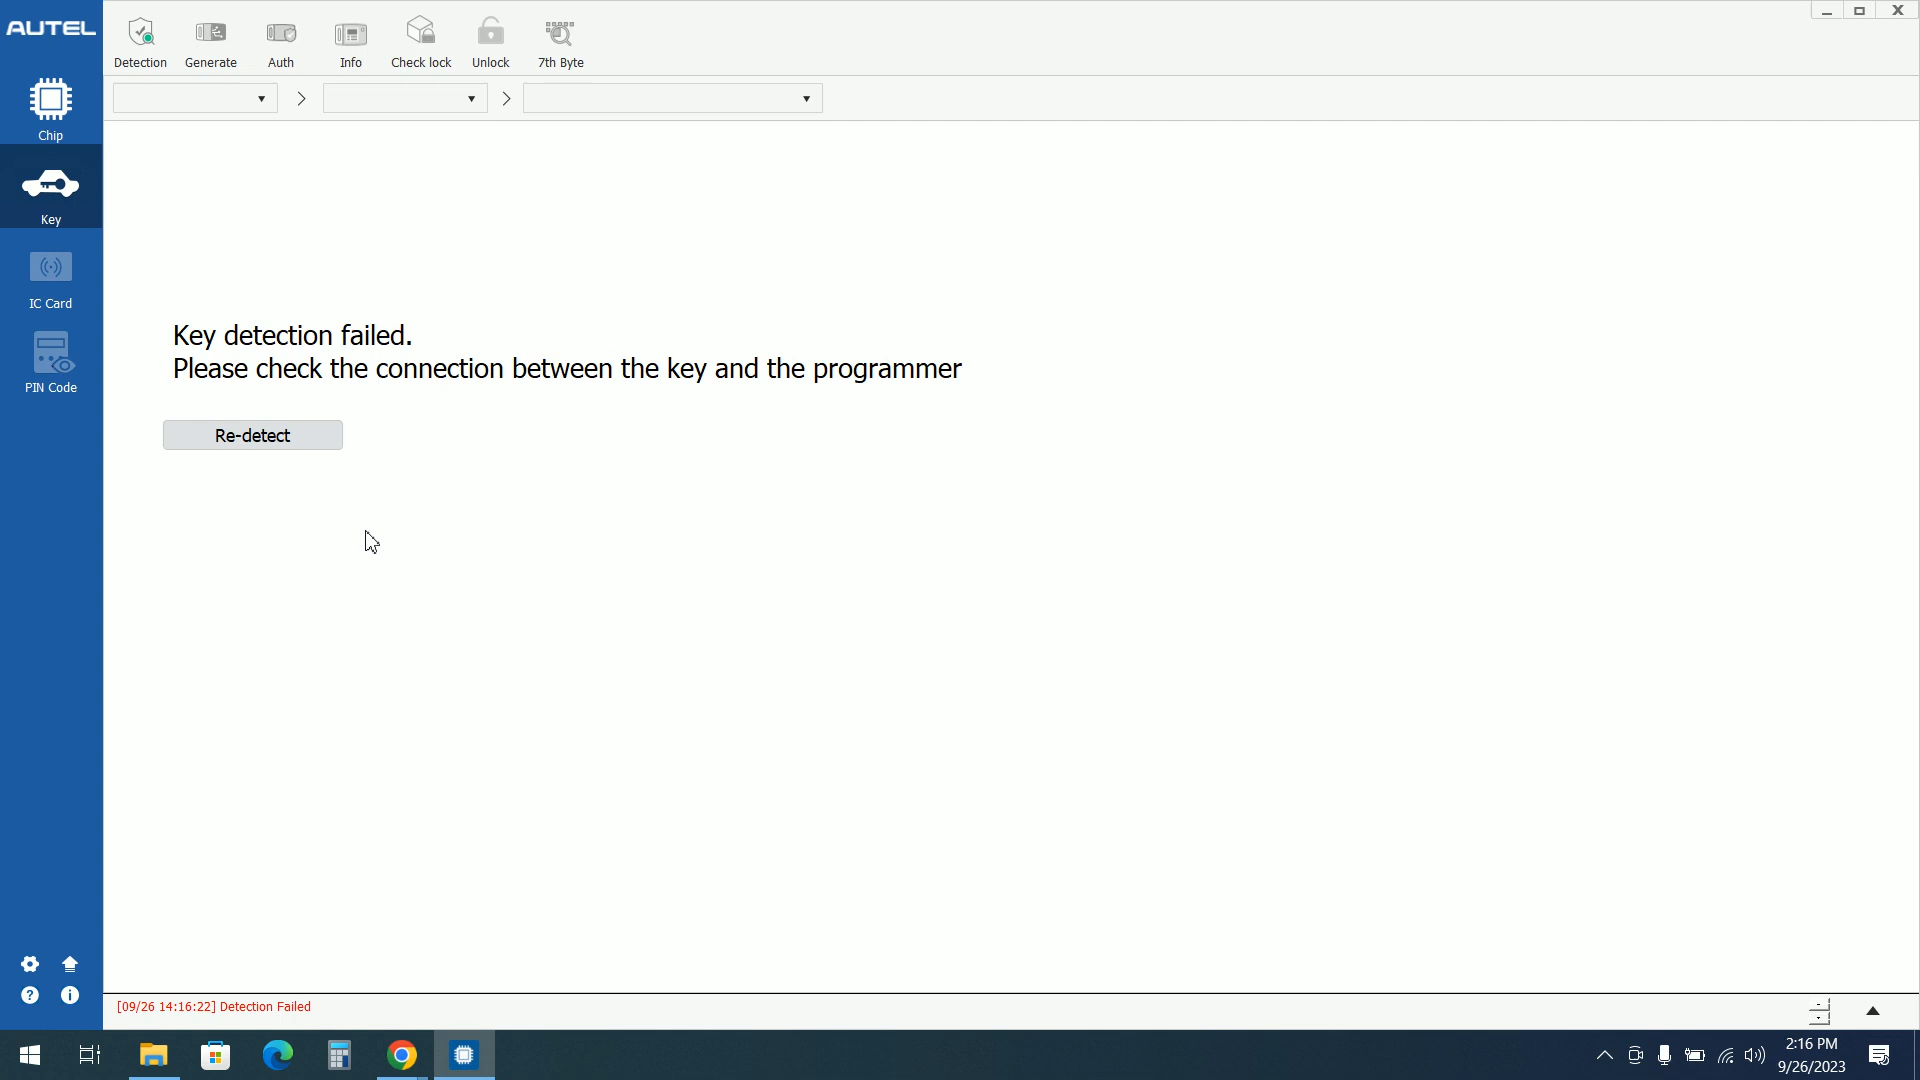 AUTEL
Detection
Generate
Auth
Info
Check lock
Unlock
7th Byte
Chip
Key
IC Card
PIN Code
Key detection failed.
Please check the connection between the key and the programmer
Re-detect
[09/26 14:16:22] Detection Failed
2:16 PM
9/26/2023